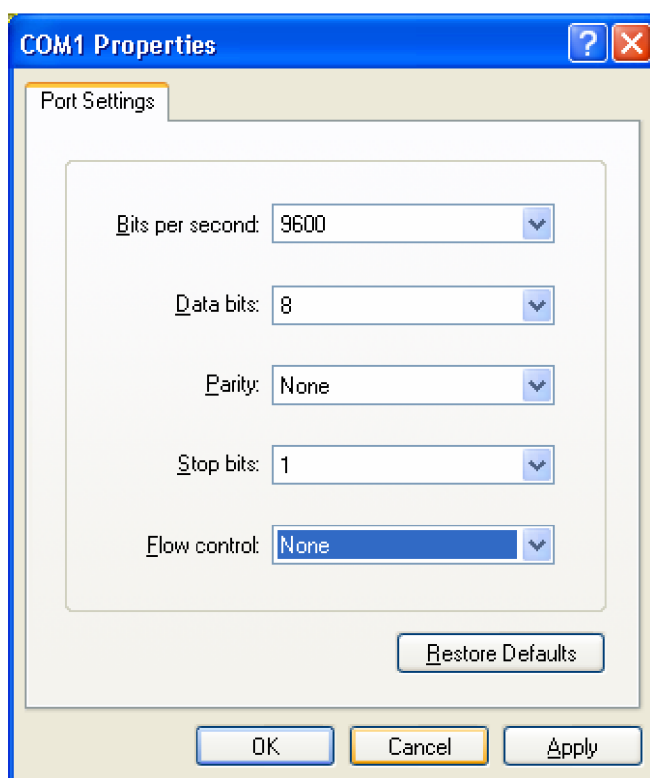 COM1 Properties
Port Settings
Bits per second: 9600
Data bits: 8
Parity: None
Stop bits: 1
Flow control: None
Restore Defaults
OK Cancel Apply